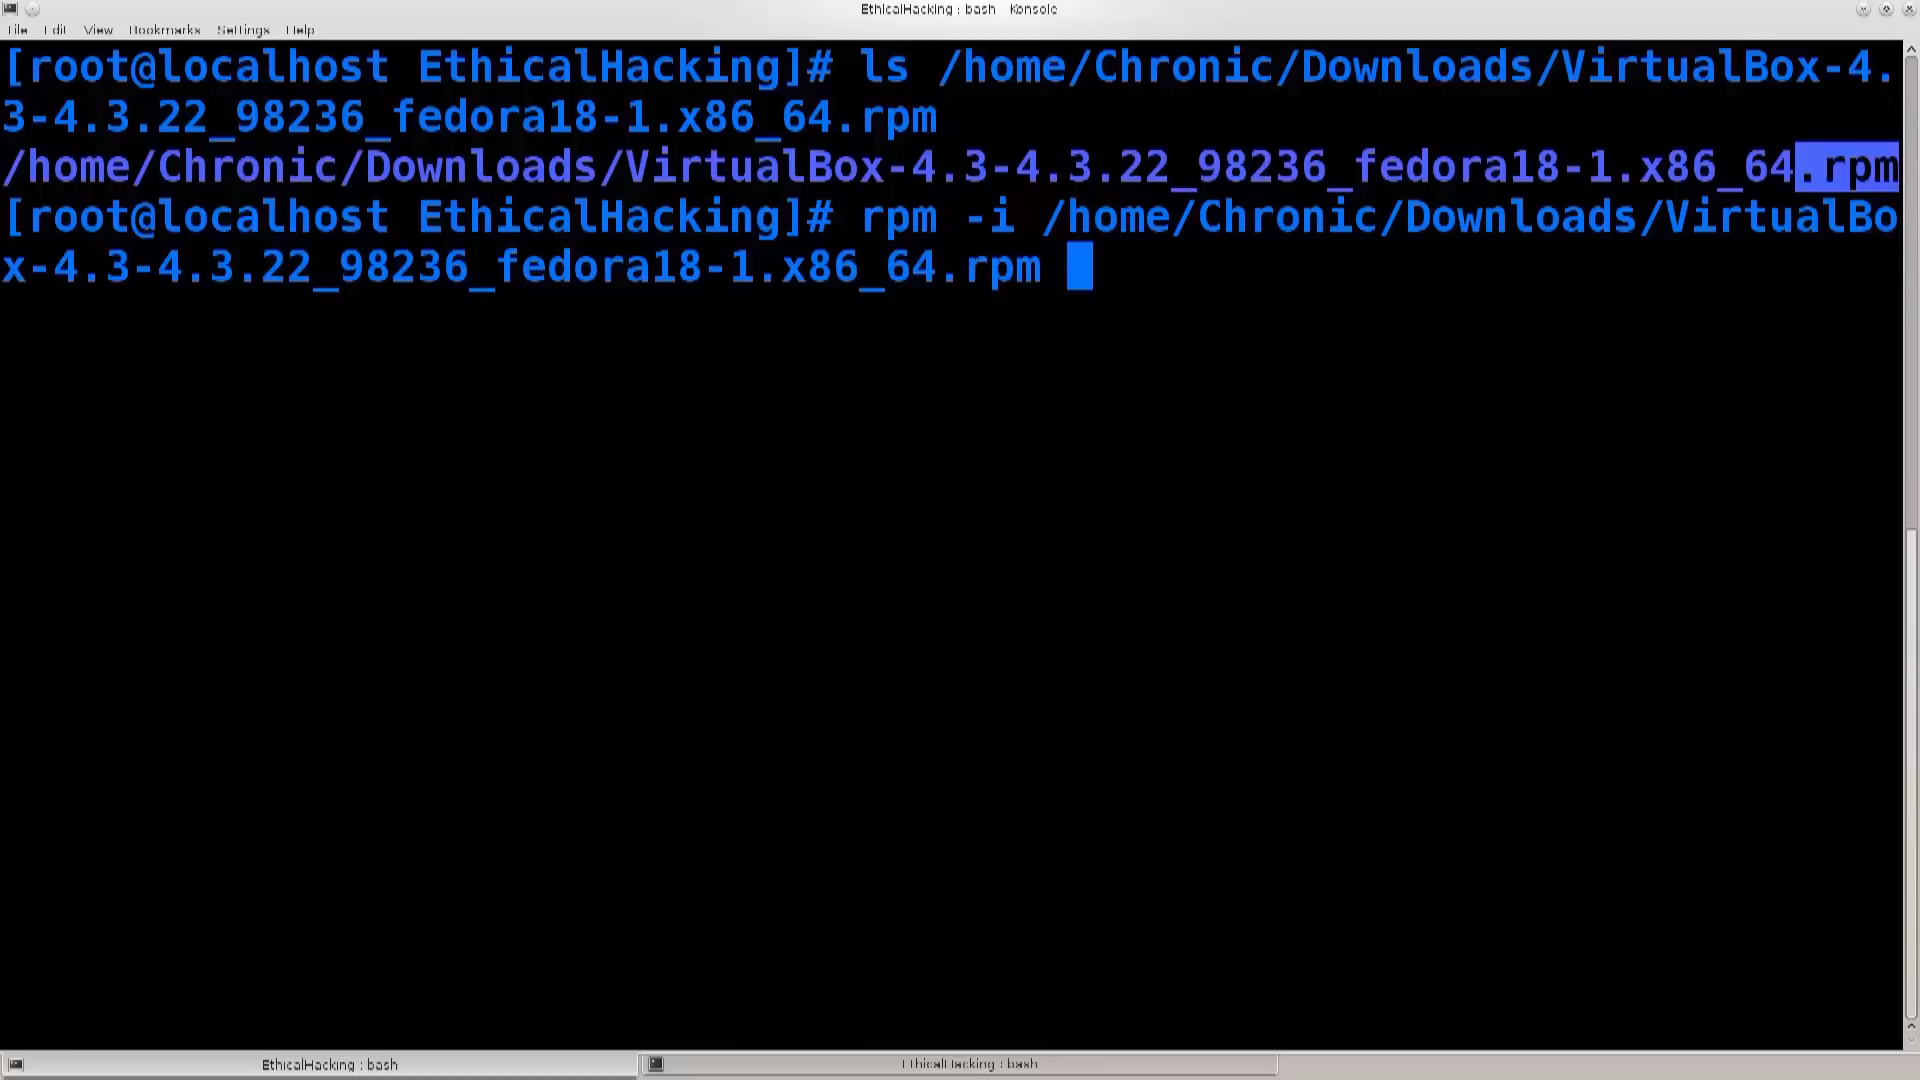 EthicalHacking : bash   Konsole
File Edit View Bookmarks Settings Help
[root@localhost EthicalHacking]# ls /home/Chronic/Downloads/VirtualBox-4.
3-4.3.22_98236_fedora18-1.x86_64.rpm
/home/Chronic/Downloads/VirtualBox-4.3-4.3.22_98236_fedora18-1.x86_64.rpm
[root@localhost EthicalHacking]# rpm -i /home/Chronic/Downloads/VirtualBo
x-4.3-4.3.22_98236_fedora18-1.x86_64.rpm
EthicalHacking : bash
EthicalHacking : bash